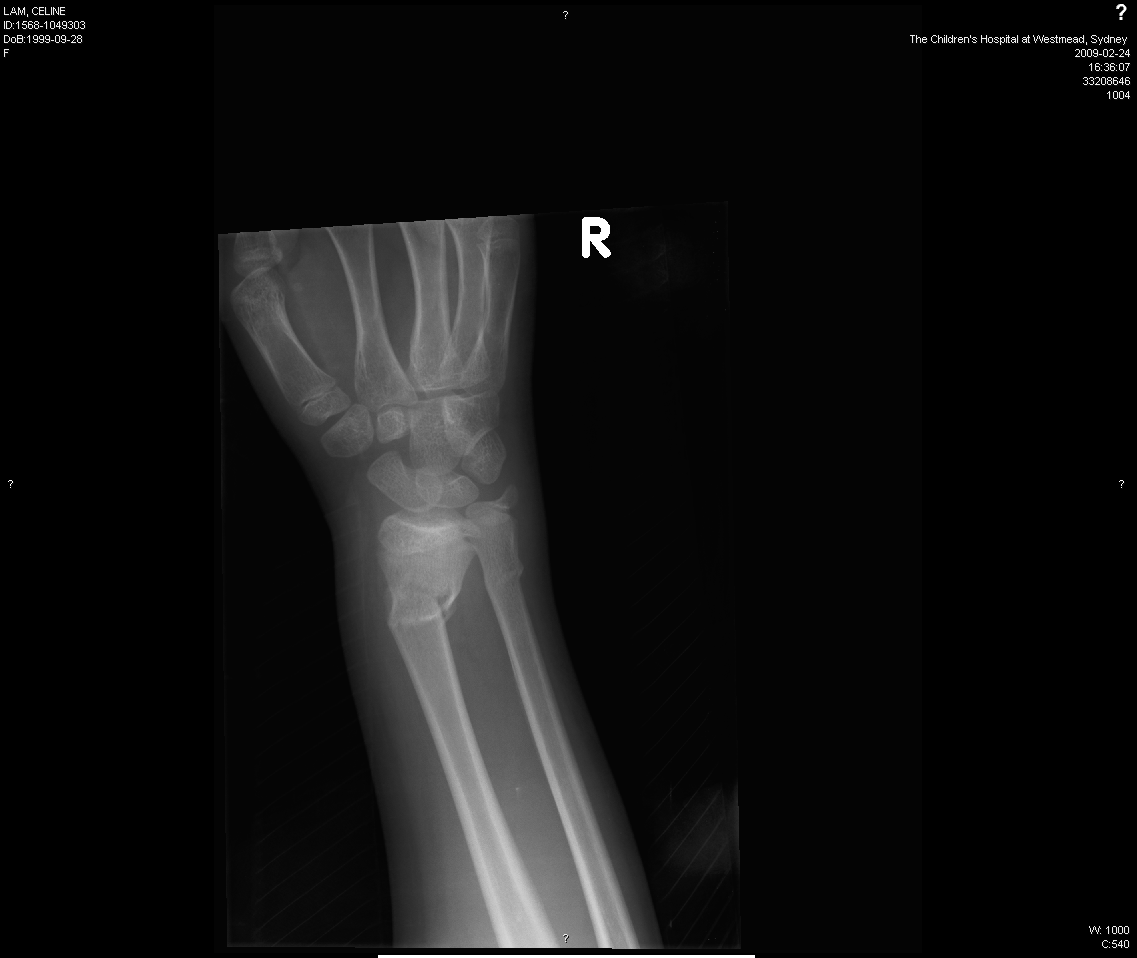 LAM, CELINE
ID:1568-1049303
DoB:1999-09-28
F
?
?
The Children's Hospital at Westmead, Sydney
2009-02-24
16:36:07
33208646
1004
R
?
?
?
W: 1000
C:540